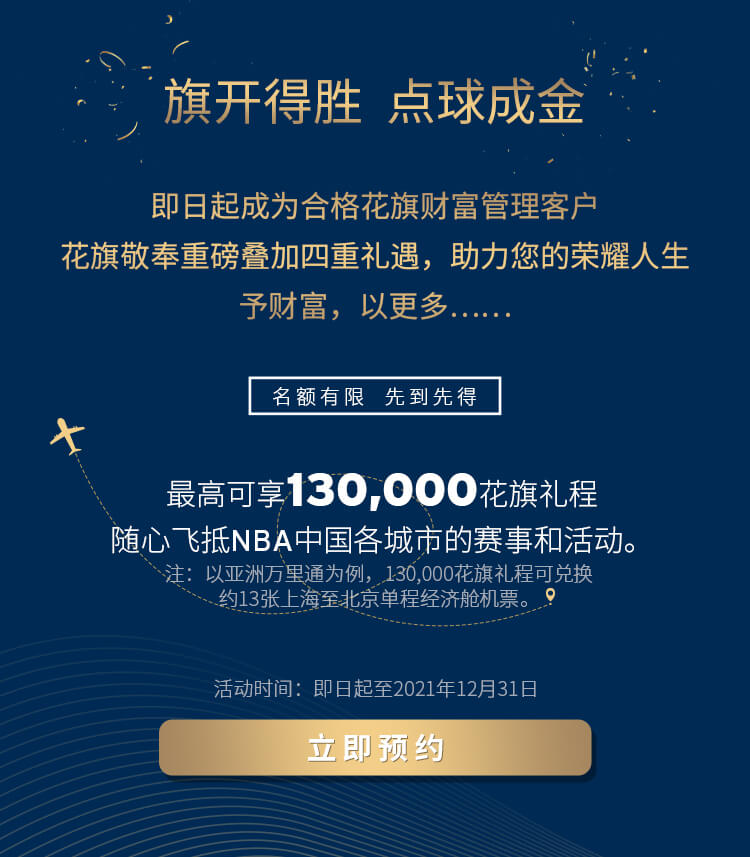 旗开得胜 点球成金
即日起成为合格花旗财富管理客户
花旗敬奉重磅叠加四重礼遇，助力您的荣耀人生
予财富，以更多……
名额有限 先到先得
最高可享130,000花旗礼程
随心飞抵NBA中国各城市的赛事和活动。
注：以亚洲万里通为例，130,000花旗礼程可兑换
约13张上海至北京单程经济舱机票。
活动时间：即日起至2021年12月31日
立即预约